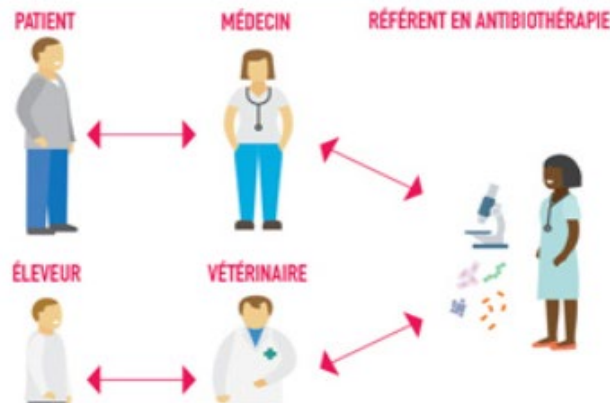 PATIENT
MÉDECIN
RÉFÉRENT EN ANTIBIOTHÉRAPIE
ÉLEVEUR
VÉTÉRINAIRE